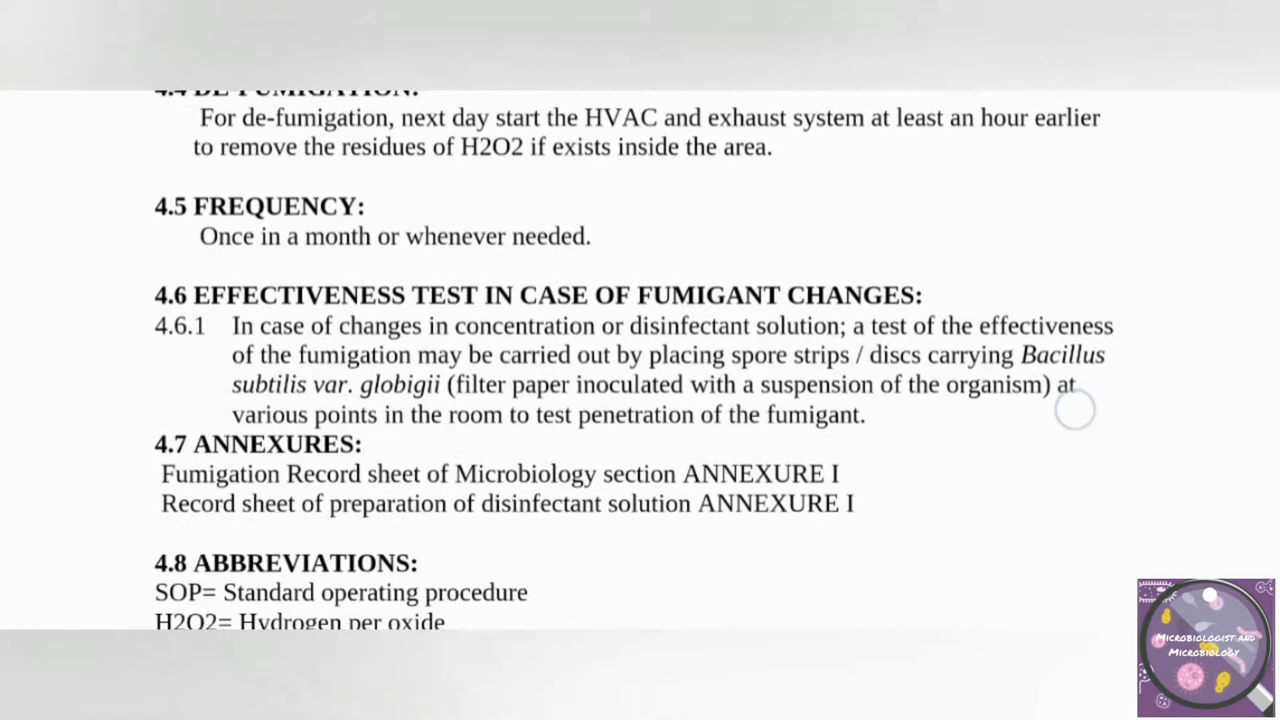 4.4 DE-FUMIGATION:
For de-fumigation, next day start the HVAC and exhaust system at least an hour earlier
to remove the residues of H2O2 if exists inside the area.
4.5 FREQUENCY:
Once in a month or whenever needed.
4.6 EFFECTIVENESS TEST IN CASE OF FUMIGANT CHANGES:
4.6.1 In case of changes in concentration or disinfectant solution; a test of the effectiveness
of the fumigation may be carried out by placing spore strips / discs carrying Bacillus
subtilis var. globigii (filter paper inoculated with a suspension of the organism) at
various points in the room to test penetration of the fumigant.
4.7 ANNEXURES:
Fumigation Record sheet of Microbiology section ANNEXURE I
Record sheet of preparation of disinfectant solution ANNEXURE I
4.8 ABBREVIATIONS:
SOP= Standard operating procedure
H2O2= Hydrogen per oxide
Microbiologist and
Microbiology